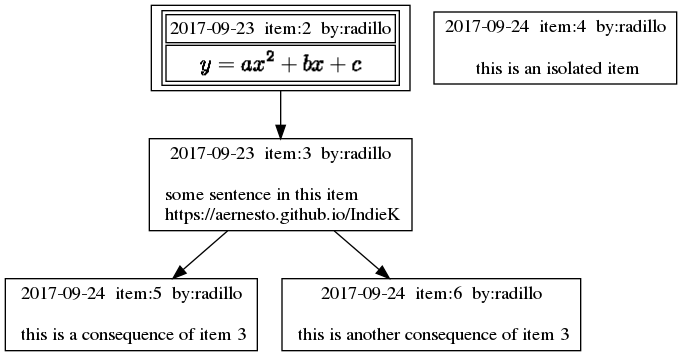 2017-09-23 item:2 by:radillo
y = ax² + bx + c
2017-09-24 item:4 by:radillo
this is an isolated item
2017-09-23 item:3 by:radillo
some sentence in this item
https://aernesto.github.io/IndieK
2017-09-24 item:5 by:radillo
this is a consequence of item 3
2017-09-24 item:6 by:radillo
this is another consequence of item 3